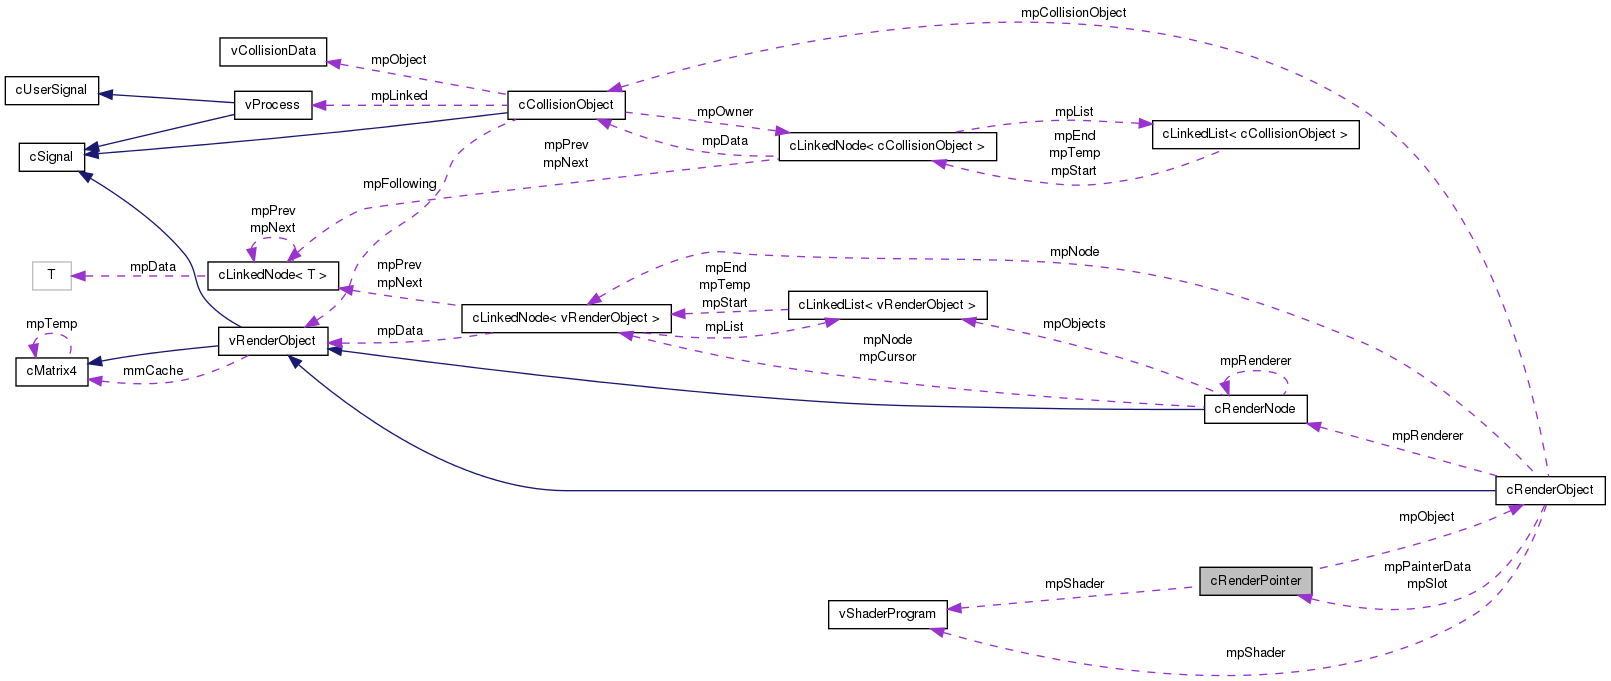 mpCollisionObject
vCollisionData
mpObject
cUserSignal
mpLinked
vProcess
cCollisionObject
mpOwner
mpList
cLinkedList< cCollisionObject >
mpEnd
mpTemp
mpStart
mpData
cLinkedNode< cCollisionObject >
cSignal
mpPrev
mpNext
mpFollowing
mpPrev
mpNext
T
mpData
cLinkedNode< T >
mpPrev
mpNext
mpNode
mpEnd
mpTemp
mpStart
cLinkedList< vRenderObject >
cLinkedNode< vRenderObject >
mpList
mpObjects
mpTemp
vRenderObject
mpData
mpNode
mpCursor
mpRenderer
cMatrix4
mmCache
cRenderNode
mpRenderer
cRenderObject
mpObject
mpPainterData
mpSlot
cRenderPointer
mpShader
vShaderProgram
mpShader